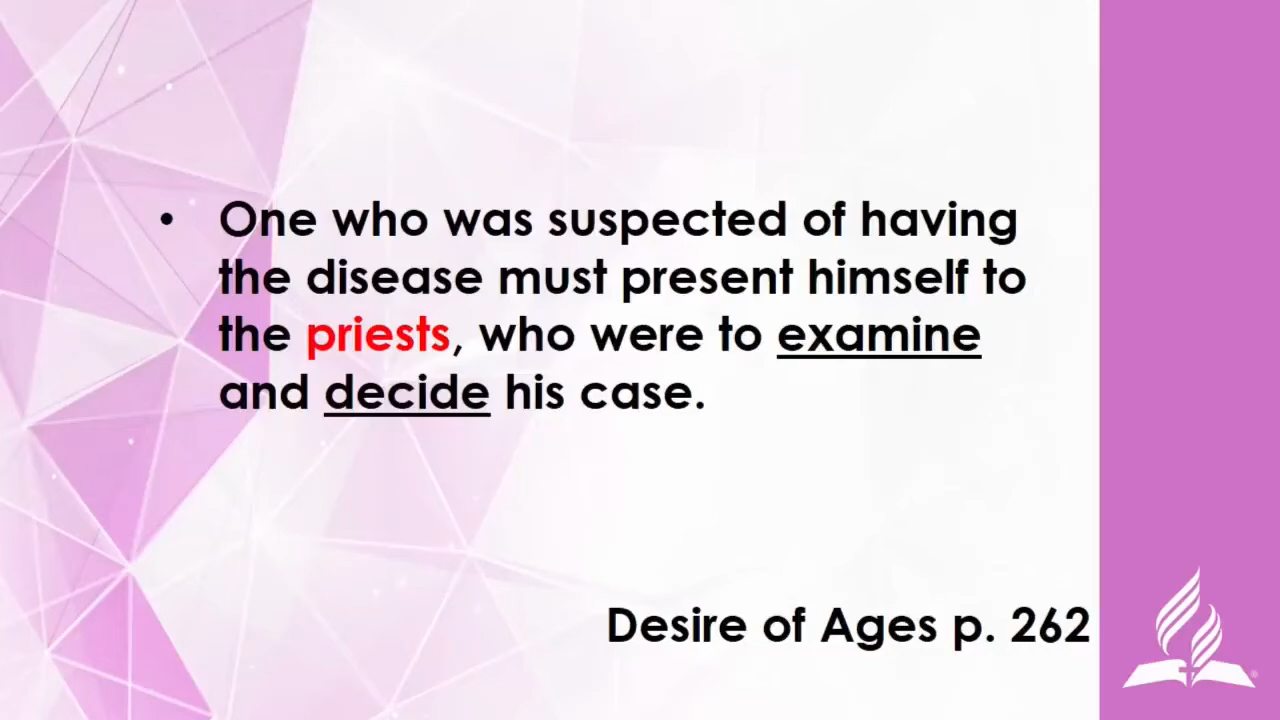 • One who was suspected of having
the disease must present himself to
the priests, who were to examine
and decide his case.
Desire of Ages p. 262
®